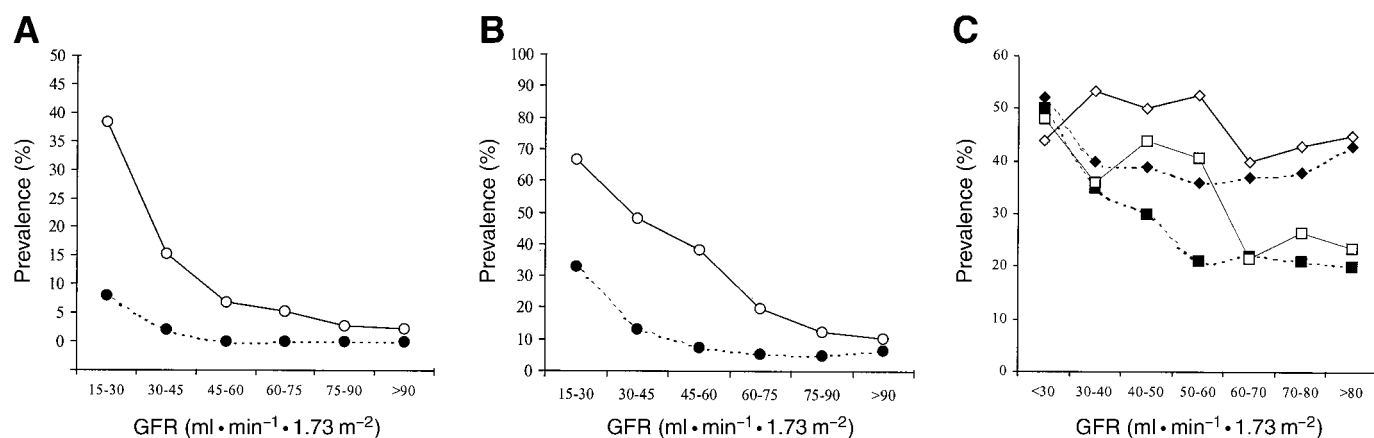 A
Prevalence (%)
50
45
40
35
30
25
20
15
10
5
0
15-30 30-45 45-60 60-75 75-90 >90
GFR (ml • min⁻¹ • 1.73 m⁻²)
B
Prevalence (%)
100
90
80
70
60
50
40
30
20
10
0
15-30 30-45 45-60 60-75 75-90 >90
GFR (ml • min⁻¹ • 1.73 m⁻²)
C
Prevalence (%)
60
50
40
30
20
10
0
<30 30-40 40-50 50-60 60-70 70-80 >80
GFR (ml • min⁻¹ • 1.73 m⁻²)